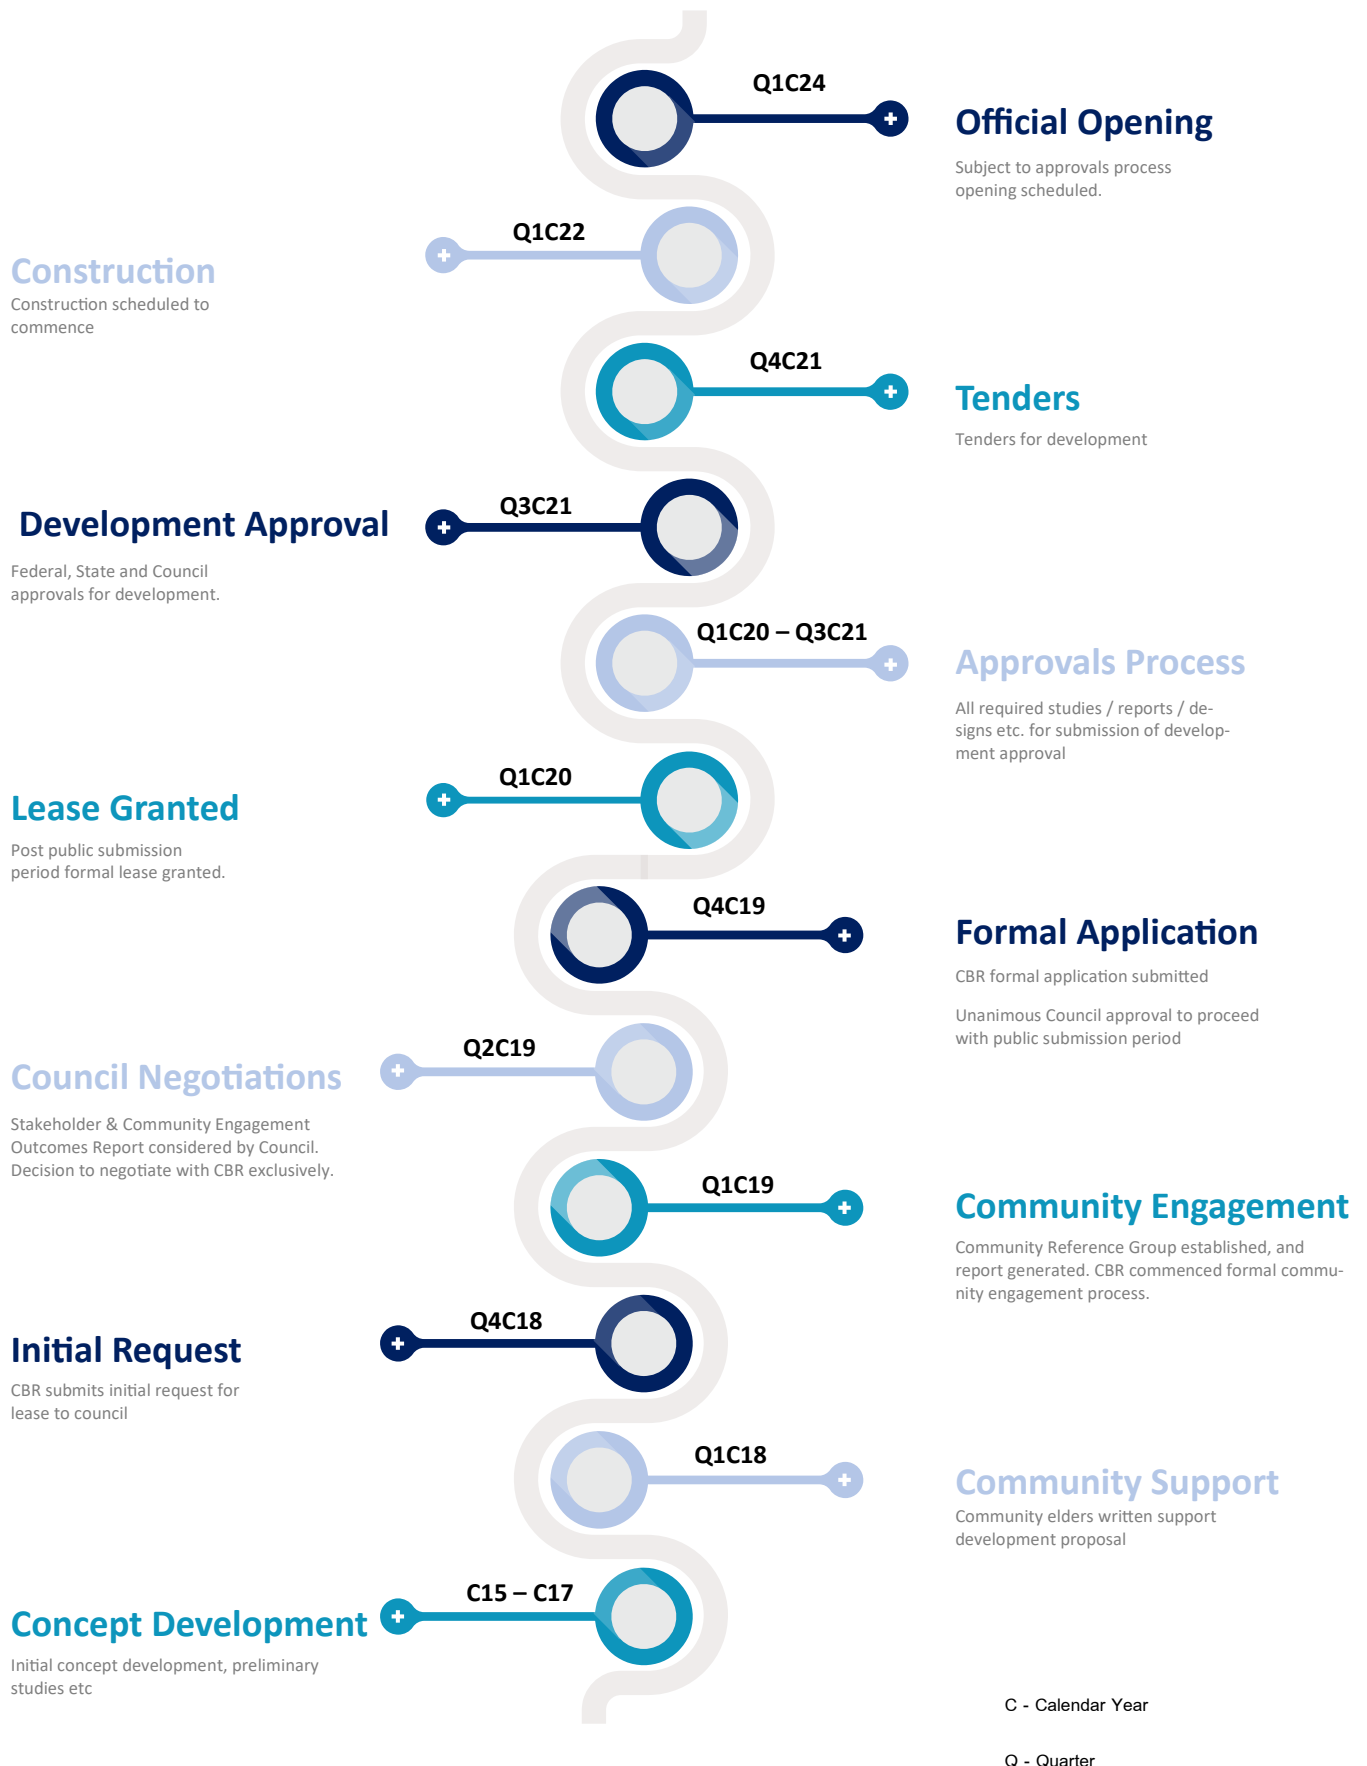 Q1C24
Official Opening
Subject to approvals process
opening scheduled.
Q1C22
Construction
Construction scheduled to
commence
Q4C21
Tenders
Tenders for development
Q3C21
Development Approval
Federal, State and Council
approvals for development.
Q1C20 – Q3C21
Approvals Process
All required studies / reports / de-
signs etc. for submission of develop-
ment approval
Q1C20
Lease Granted
Post public submission
period formal lease granted.
Q4C19
Formal Application
CBR formal application submitted
Unanimous Council approval to proceed
with public submission period
Q2C19
Council Negotiations
Stakeholder & Community Engagement
Outcomes Report considered by Council.
Decision to negotiate with CBR exclusively.
Q1C19
Community Engagement
Community Reference Group established, and
report generated. CBR commenced formal commu-
nity engagement process.
Q4C18
Initial Request
CBR submits initial request for
lease to council
Q1C18
Community Support
Community elders written support
development proposal
C15 – C17
Concept Development
Initial concept development, preliminary
studies etc
C - Calendar Year
Q - Quarter